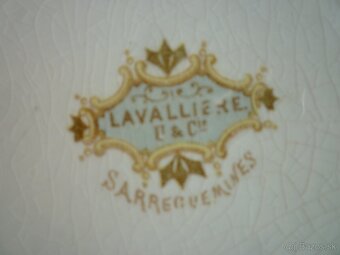 LAVALLIERE.
U & Cie
SARREGUEMINES